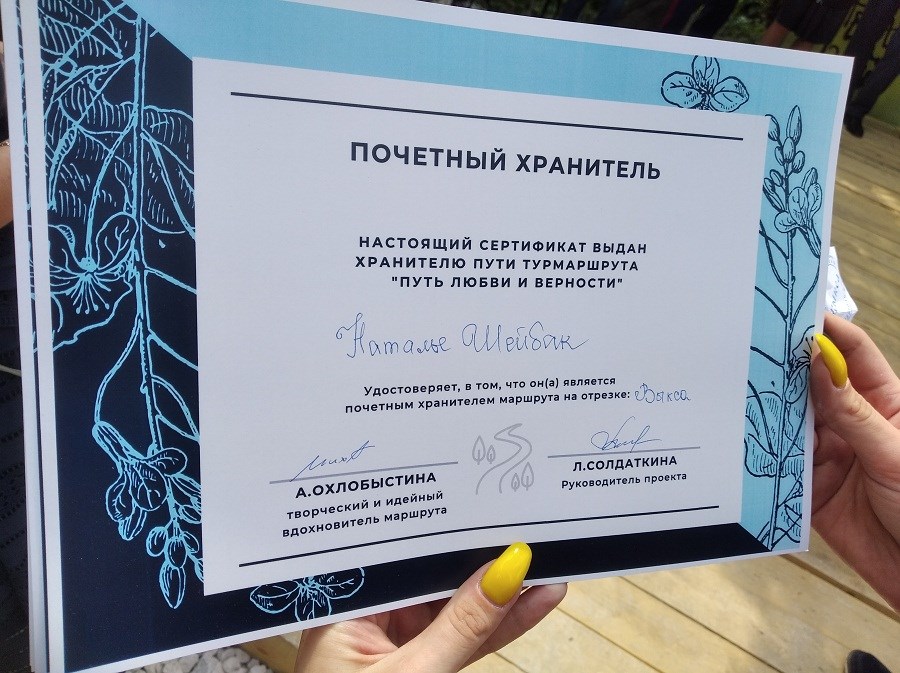 ПОЧЕТНЫЙ ХРАНИТЕЛЬ
НАСТОЯЩИЙ СЕРТИФИКАТ ВЫДАН
ХРАНИТЕЛЮ ПУТИ ТУРМАРШРУТА
"ПУТЬ ЛЮБВИ И ВЕРНОСТИ"
Наталье Шейбак
Удостоверяет, в том, что он(а) является
почетным хранителем маршрута на отрезке: Выкса
А.ОХЛОБЫСТИНА
творческий и идейный
вдохновитель маршрута
Л.СОЛДАТКИНА
Руководитель проекта